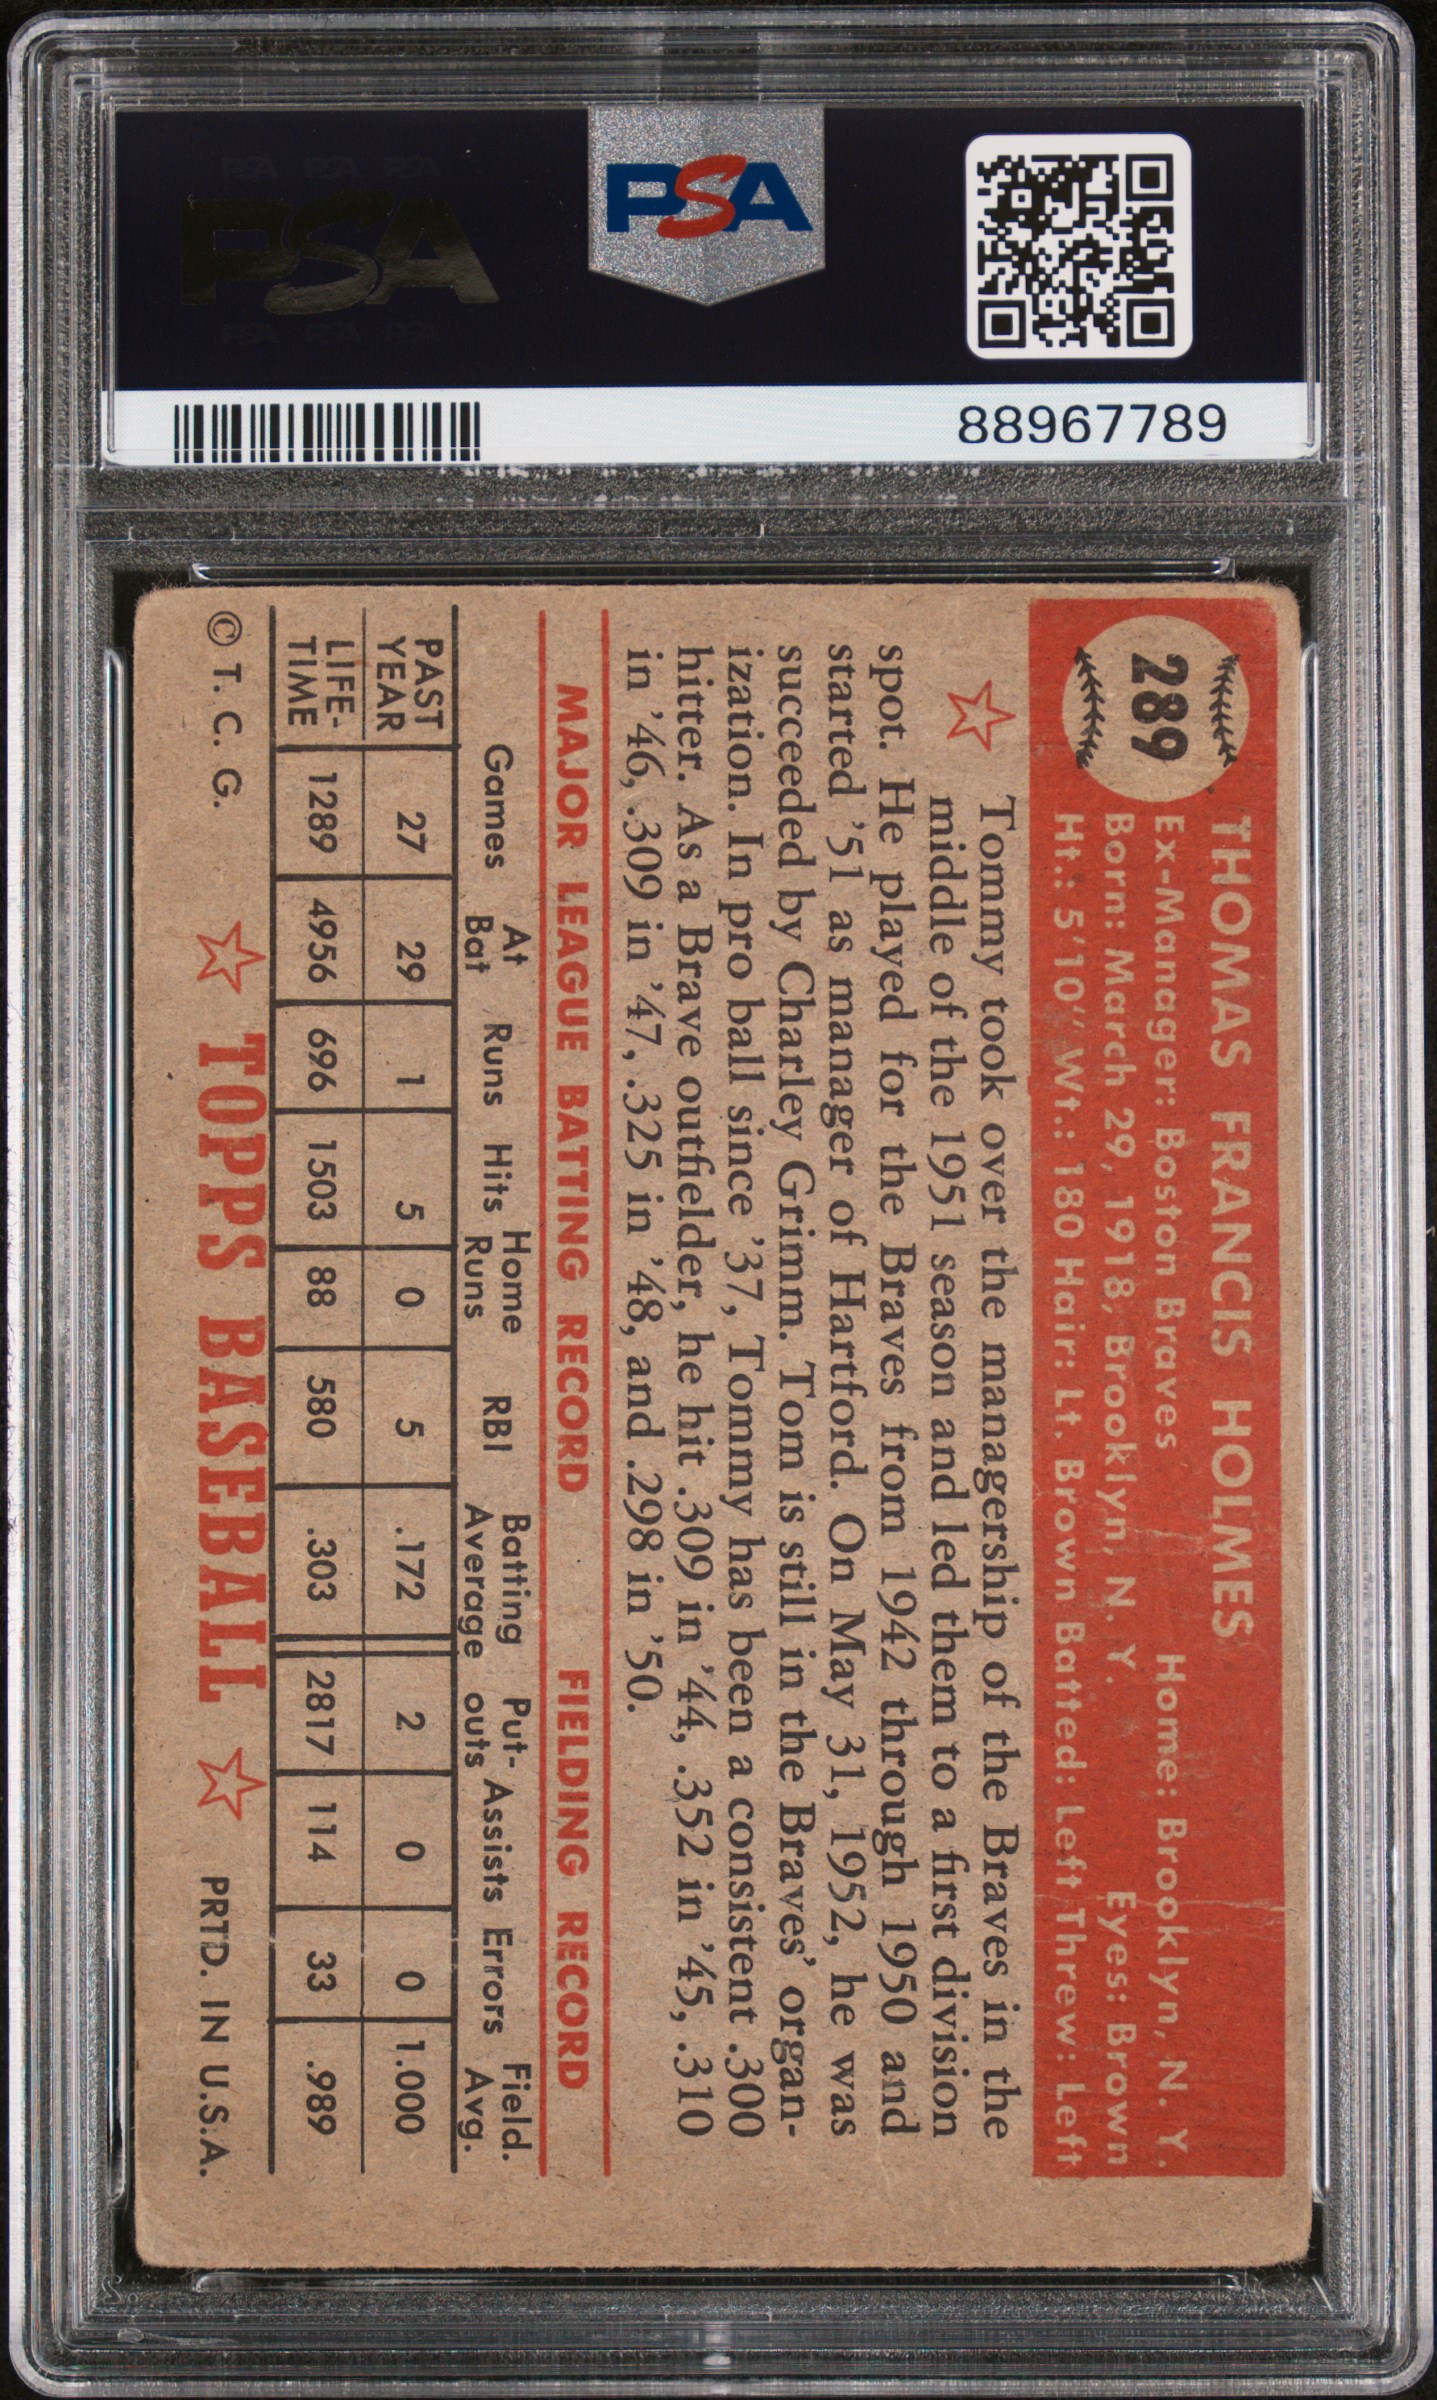 PSA PSA PSA
PSA
PSA PSA PSA
PSA
88967789
289
THOMAS FRANCIS HOLMES
Ex-Manager: Boston Braves Home: Brooklyn, N. Y.
Born: March 29, 1918, Brooklyn, N. Y. Eyes: Brown
Ht.: 5'10" Wt.: 180 Hair: Lt. Brown Batted: Left Threw: Left
Tommy took over the managership of the Braves in the
middle of the 1951 season and led them to a first division
spot. He played for the Braves from 1942 through 1950 and
started '51 as manager of Hartford. On May 31, 1952, he was
succeeded by Charley Grimm. Tom is still in the Braves' organ-
ization. In pro ball since '37, Tommy has been a consistent .300
hitter. As a Brave outfielder, he hit .309 in '44, .352 in '45, .310
in '46, .309 in '47, .325 in '48, and .298 in '50.
MAJOR LEAGUE BATTING RECORD FIELDING RECORD
Games At Bat Runs Hits Home Runs RBI Batting Average Put-outs Assists Errors Field. Avg.
PAST YEAR 27 29 1 5 0 5 .172 2 0 0 1.000
LIFE-TIME 1289 4956 696 1503 88 580 .303 2817 114 33 .989
© T. C. G. TOPPS BASEBALL PRTD. IN U.S.A.